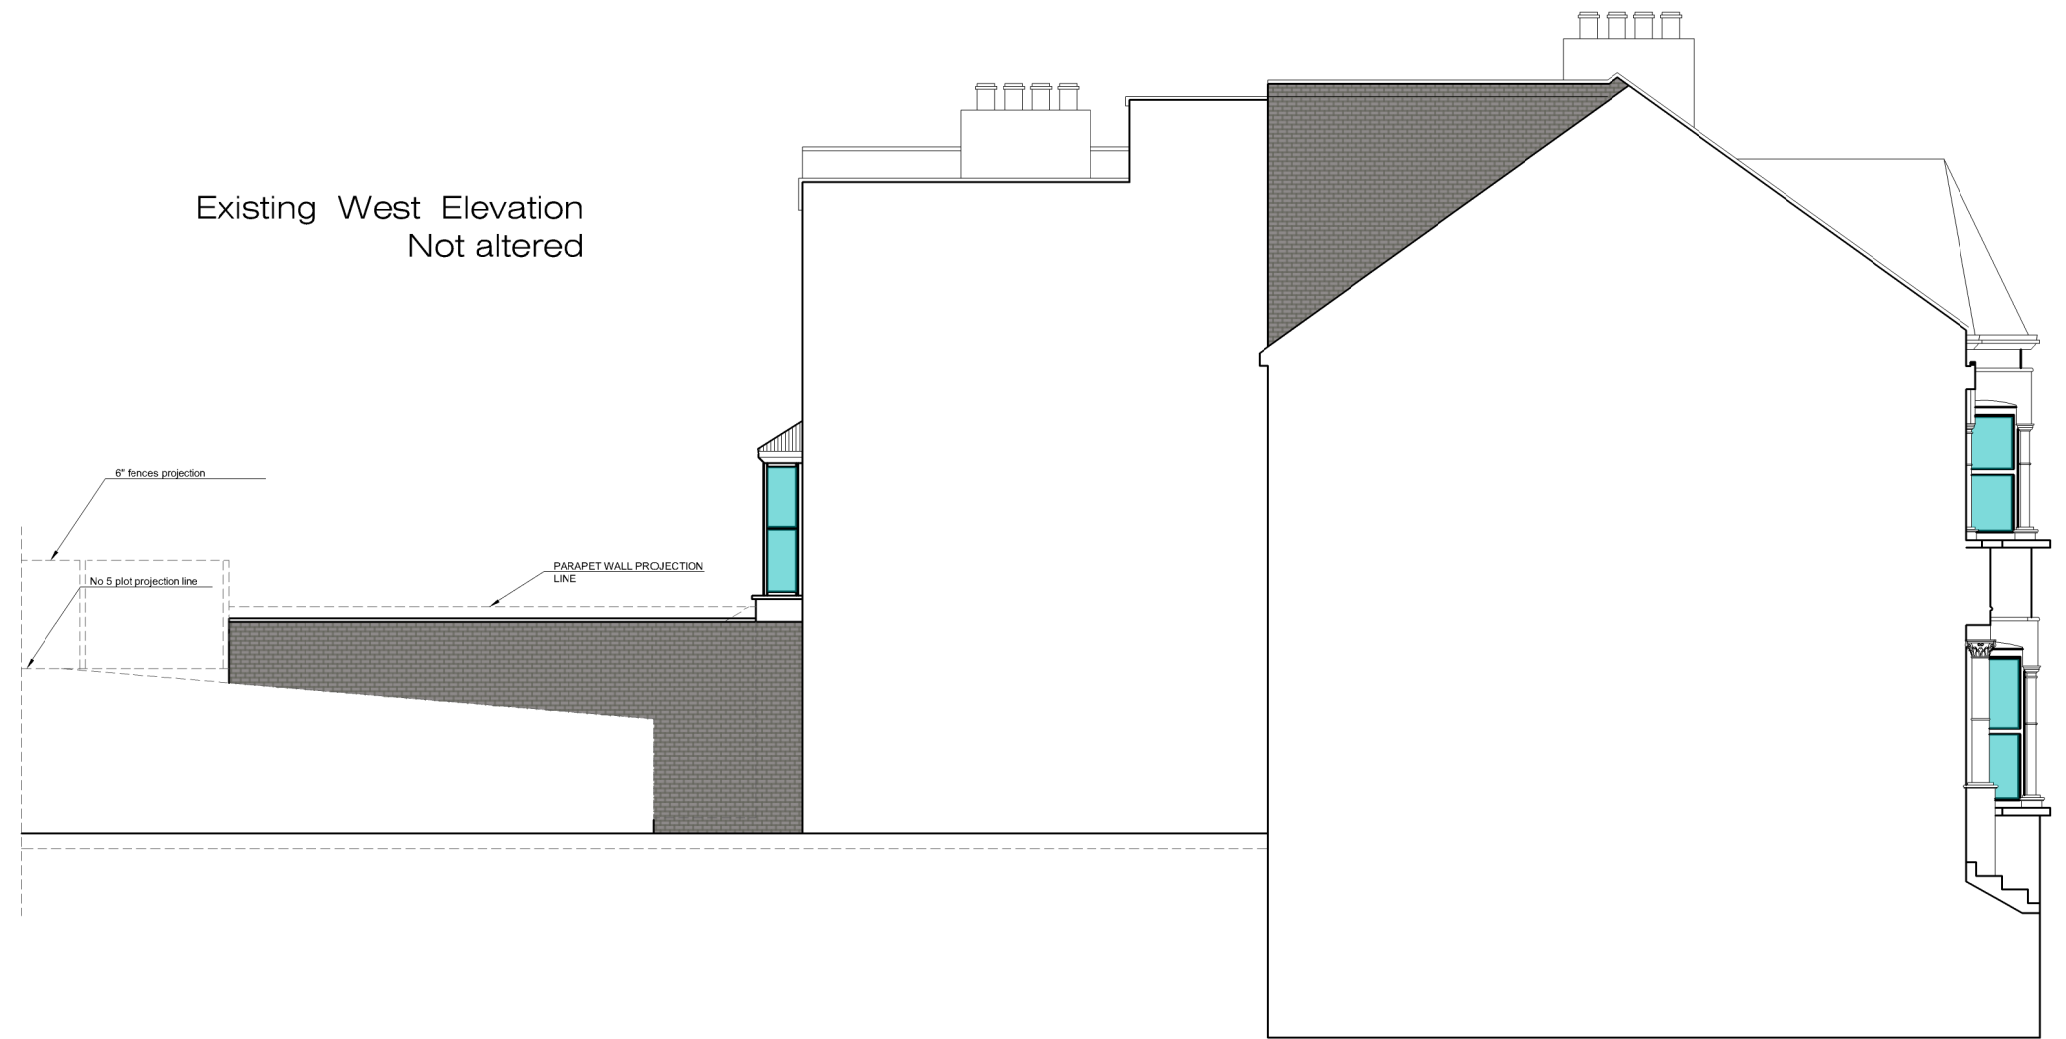 Existing West Elevation
Not altered
6" fences projection
No 5 plot projection line
PARAPET WALL PROJECTION
LINE